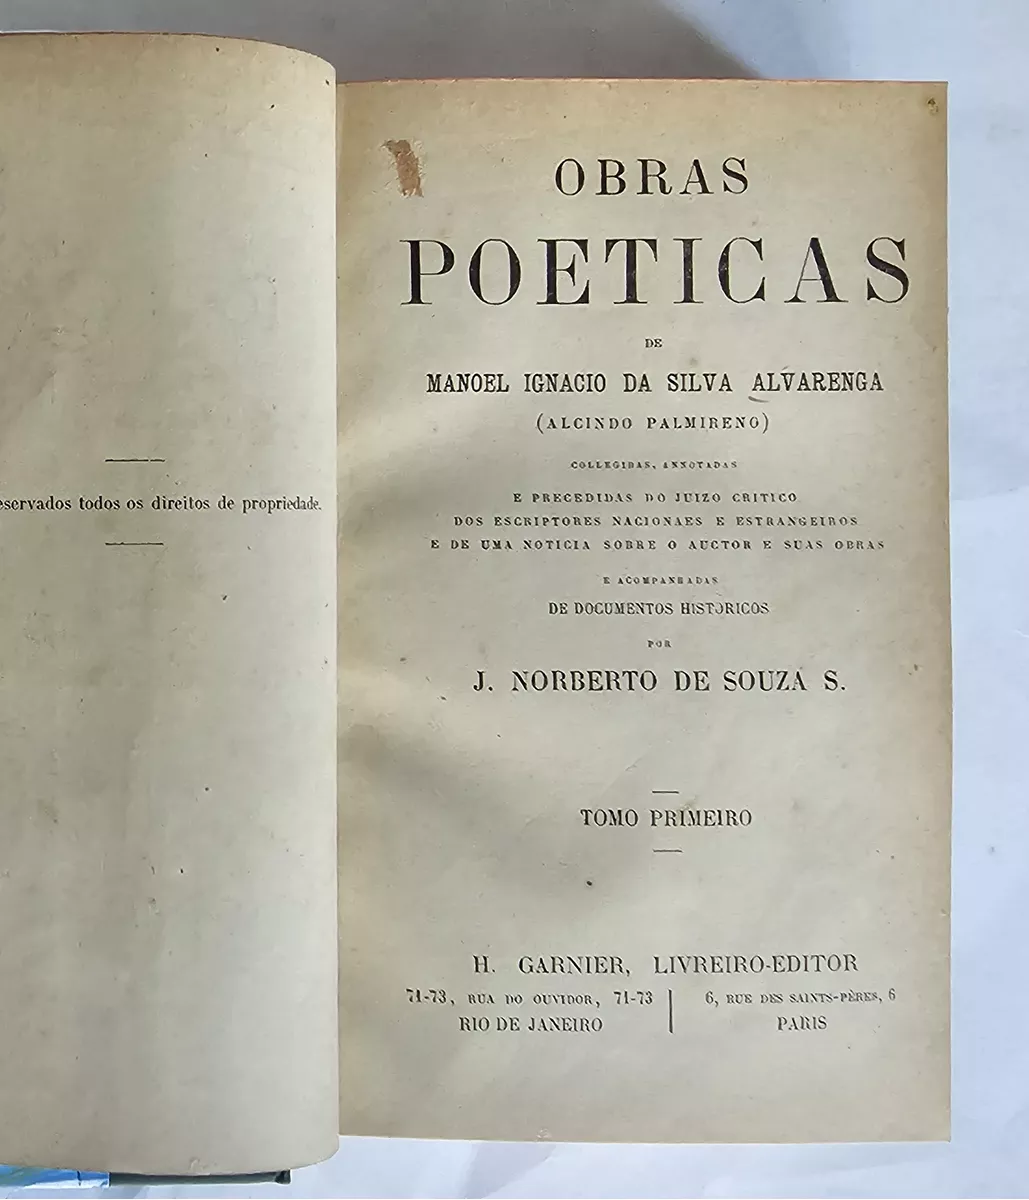 eservados todos os direitos de propriedade.
OBRAS
POETICAS
DE
MANOEL IGNACIO DA SILVA ALVARENGA
(ALCINDO PALMIRENO)
COLLEGIDAS, ANNOTADAS
E PRECEDIDAS DO JUIZO CRITICO
DOS ESCRIPTORES NACIONAES E ESTRANGEIROS
E DE UMA NOTICIA SOBRE O AUCTOR E SUAS OBRAS
E ACOMPANHADAS
DE DOCUMENTOS HISTORICOS
POR
J. NORBERTO DE SOUZA S.
TOMO PRIMEIRO
H. GARNIER, LIVREIRO-EDITOR
71-73, RUA DO OUVIDOR, 71-73
RIO DE JANEIRO
6, RUE DES SAINTS-PÈRES, 6
PARIS